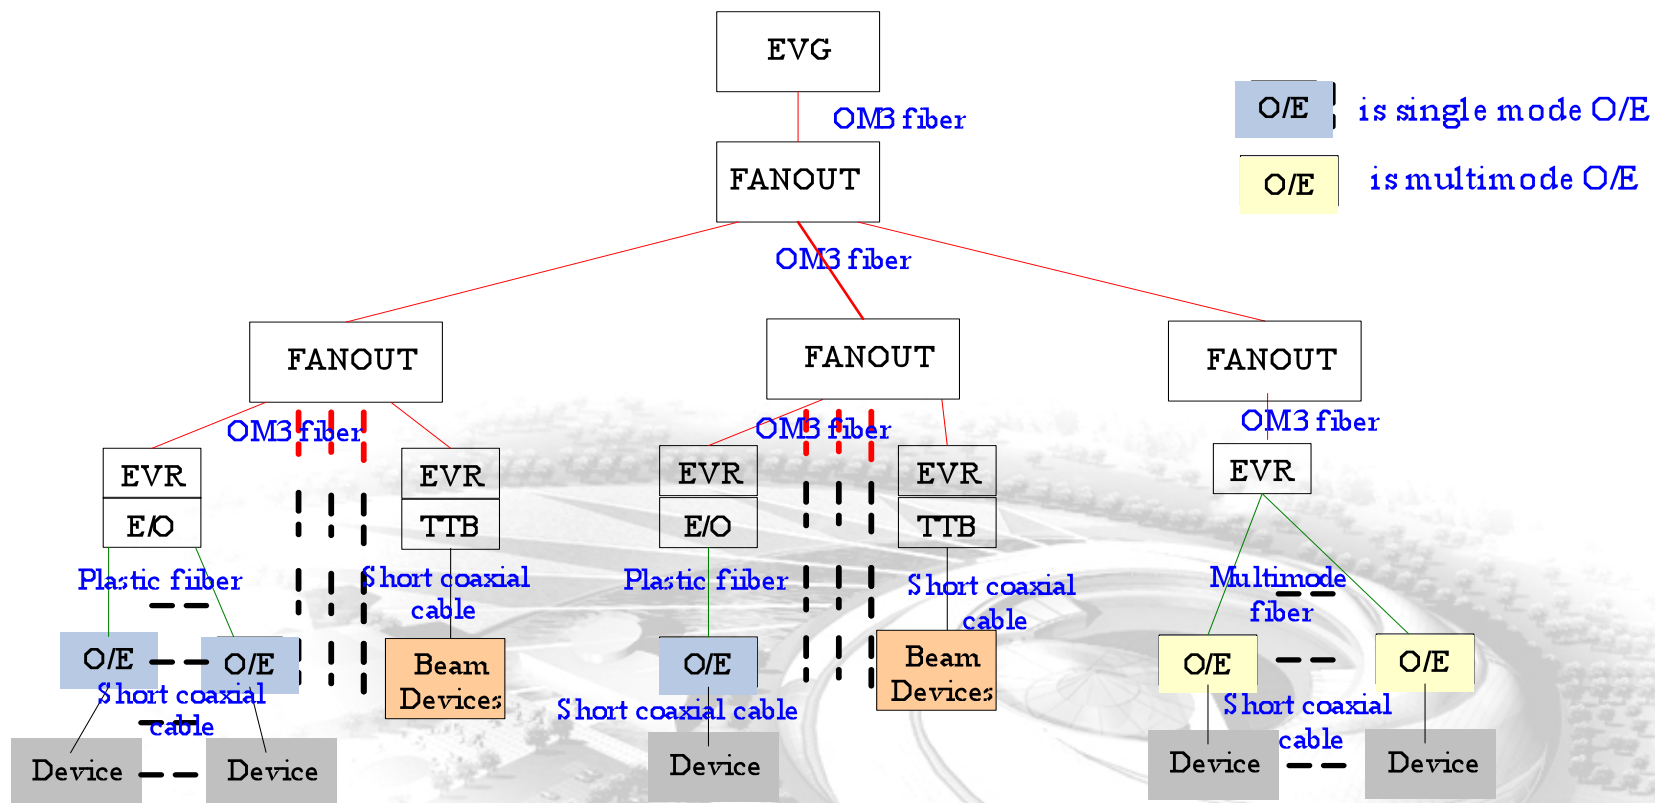 EVG
OM3 fiber
O/E
is single mode O/E
FANOUT
O/E
is multimode O/E
OM3 fiber
FANOUT
FANOUT
FANOUT
OM3 fiber
OM3 fiber
OM3 fiber
EVR
EVR
EVR
EVR
EVR
E/O
TTB
E/O
TTB
Plastic fiiber
Short coaxial
cable
Plastic fiiber
Short coaxial
cable
Multimode
fiber
O/E
O/E
Beam
Devices
O/E
Beam
Devices
O/E
O/E
Short coaxial
cable
Short coaxial cable
Short coaxial
cable
Device
Device
Device
Device
Device